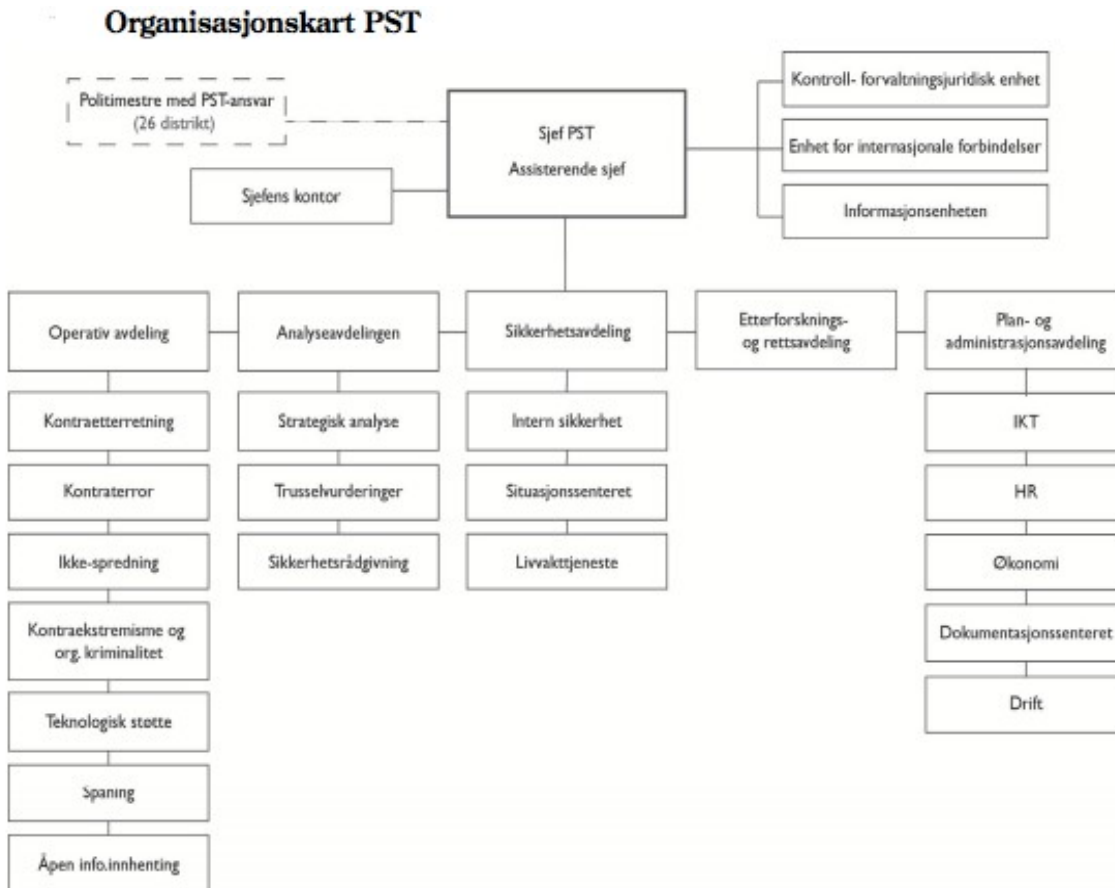 Organisasjonskart PST
Politimestre med PST-ansvar
(26 distrikt)
Sjefens kontor
Sjef PST
Assisterende sjef
Kontroll- forvaltningsjuridisk enhet
Enhet for internasjonale forbindelser
Informasjonsenheten
Operativ avdeling
Kontraetterretning
Kontraterror
Ikke-spredning
Kontraekstremisme og
org. kriminalitet
Teknologisk støtte
Spaning
Åpen info.innhenting
Analyseavdelingen
Strategisk analyse
Trusselvurderinger
Sikkerhetsrådgivning
Sikkerhetsavdeling
Intern sikkerhet
Situasjonssenteret
Livvakttjeneste
Etterforsknings-
og rettsavdeling
Plan- og
administrasjonsavdeling
IKT
HR
Økonomi
Dokumentasjonssenteret
Drift